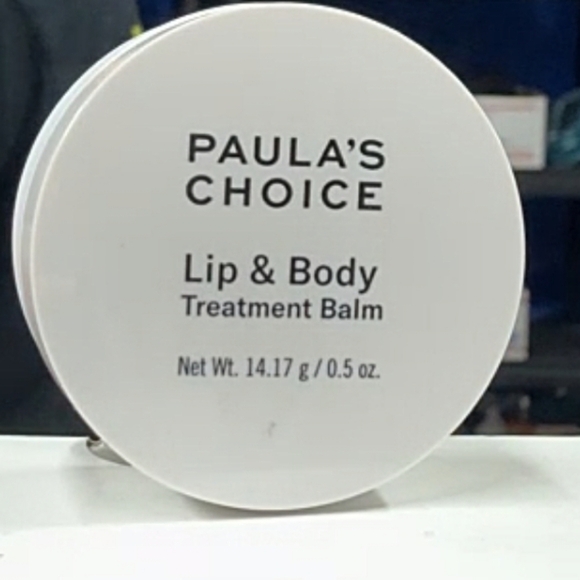 PAULA'S
CHOICE
Lip & Body
Treatment Balm
Net Wt. 14.17 g / 0.5 oz.